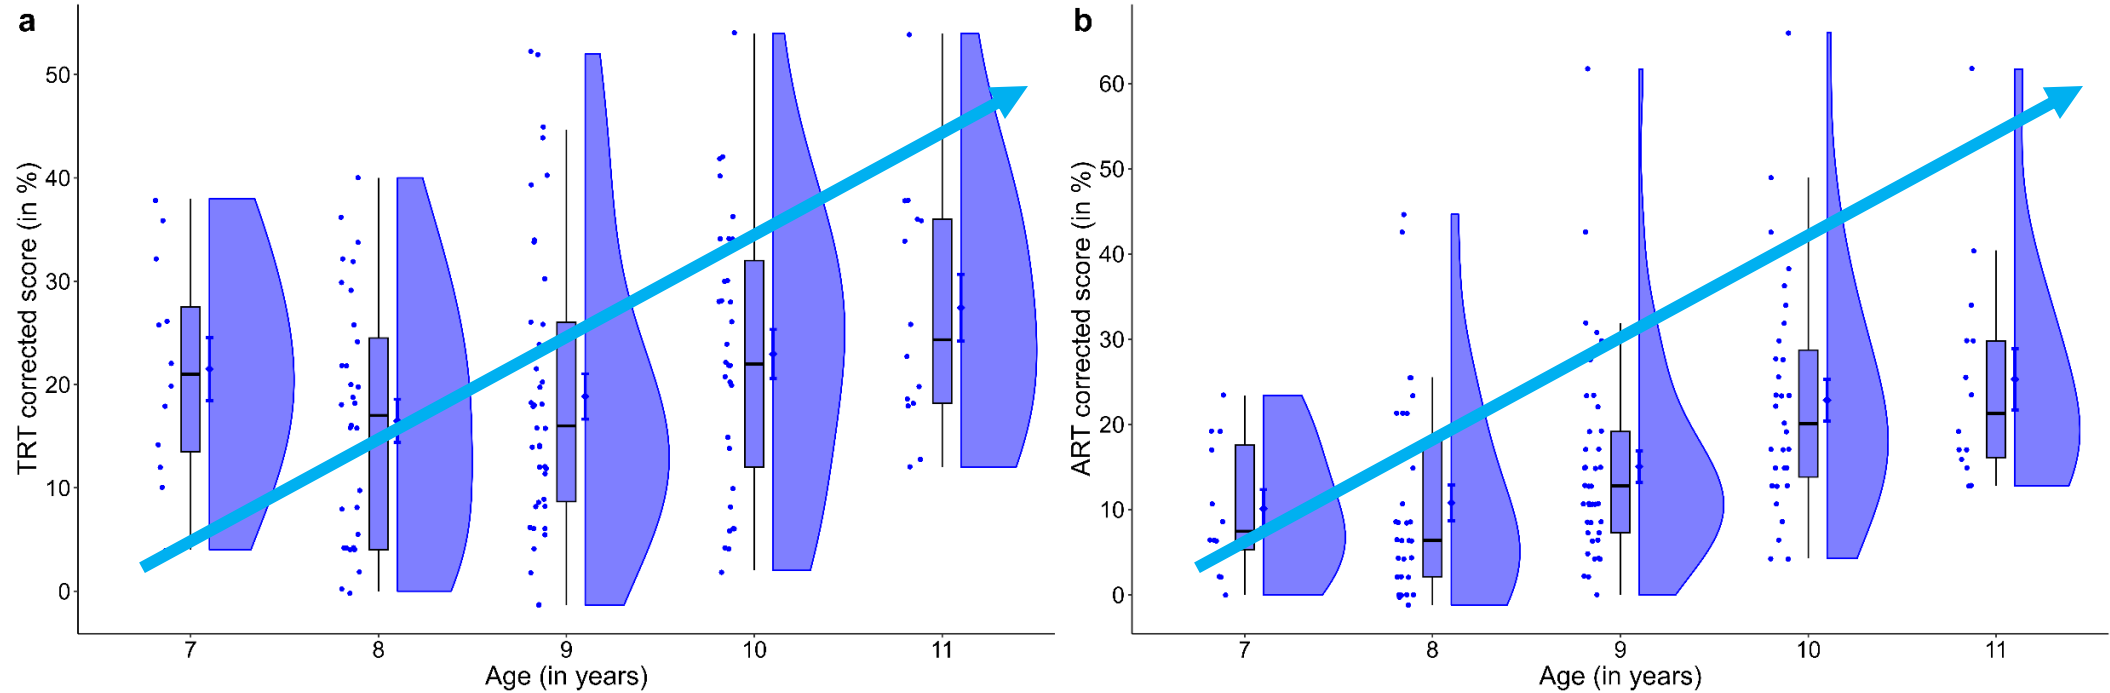 a
TRT corrected score (in %)
50
40
30
20
10
0
7 8 9 10 11
Age (in years)
b
ART corrected score (in %)
60
50
40
30
20
10
0
7 8 9 10 11
Age (in years)